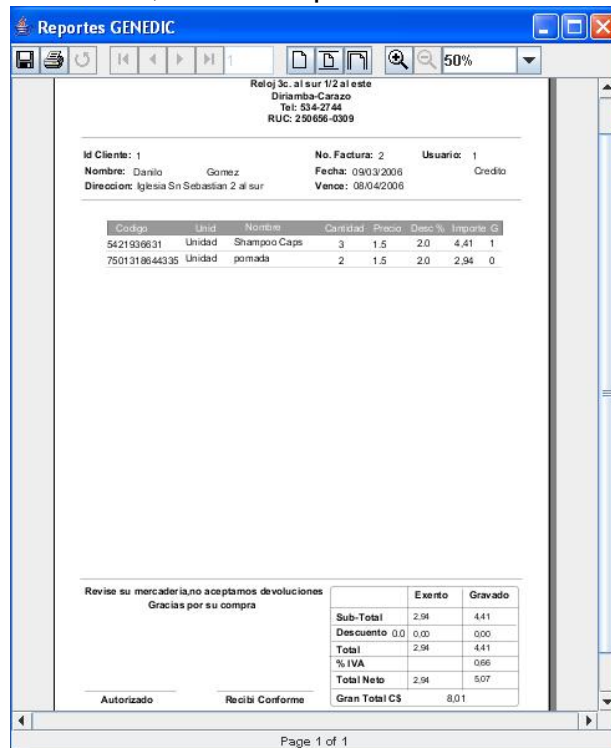 Reportes GENEDIC
1
50%
Reloj 3c. al sur 1/2 al este
Diriamba-Carazo
Tel: 534-2744
RUC: 250656-0309
Id Cliente: 1 No. Factura: 2 Usuario: 1
Nombre: Danilo Gomez Fecha: 09/03/2006 Credito
Direccion: Iglesia Sn Sebastian 2 al sur Vence: 08/04/2006
Codigo Unid Nombre Cantidad Precio Desc % Importe G
5421936631 Unidad Shampoo Caps 3 1.5 2.0 4,41 1
7501318644335 Unidad pomada 2 1.5 2.0 2,94 0
Revise su mercaderia,no aceptamos devoluciones
Gracias por su compra
Exento Gravado
Sub-Total 2,94 4,41
Descuento 0.0 0,00 0,00
Total 2,94 4,41
% IVA 0,66
Total Neto 2,94 5,07
Autorizado Recibi Conforme Gran Total C$ 8,01
Page 1 of 1